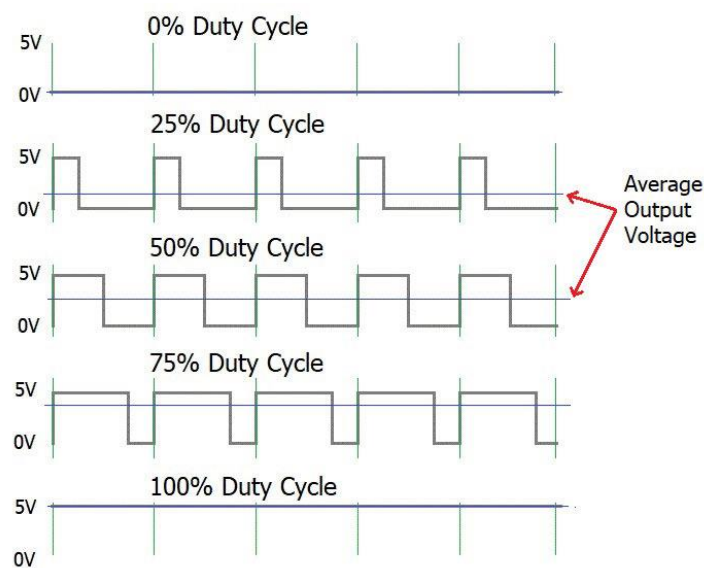 0% Duty Cycle
5V
0V
25% Duty Cycle
5V
0V
Average
Output
Voltage
50% Duty Cycle
5V
0V
75% Duty Cycle
5V
0V
100% Duty Cycle
5V
0V